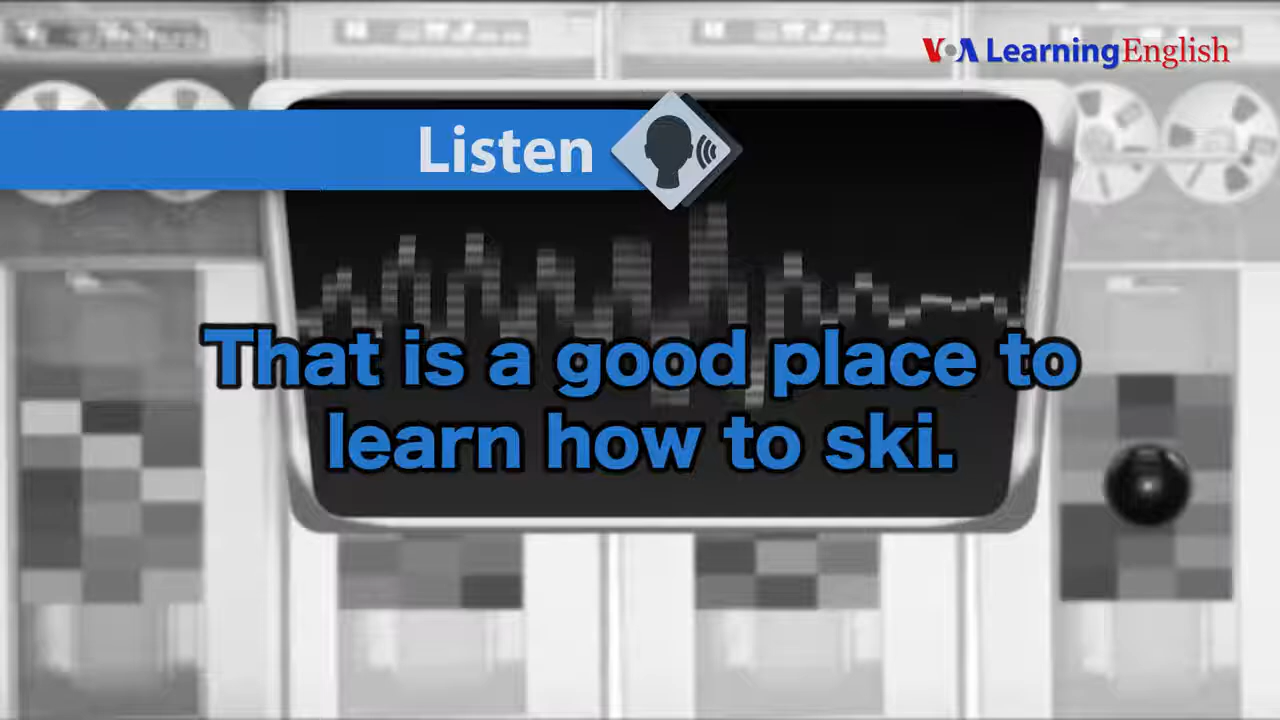 VOA Learning English
Listen
That is a good place to
learn how to ski.